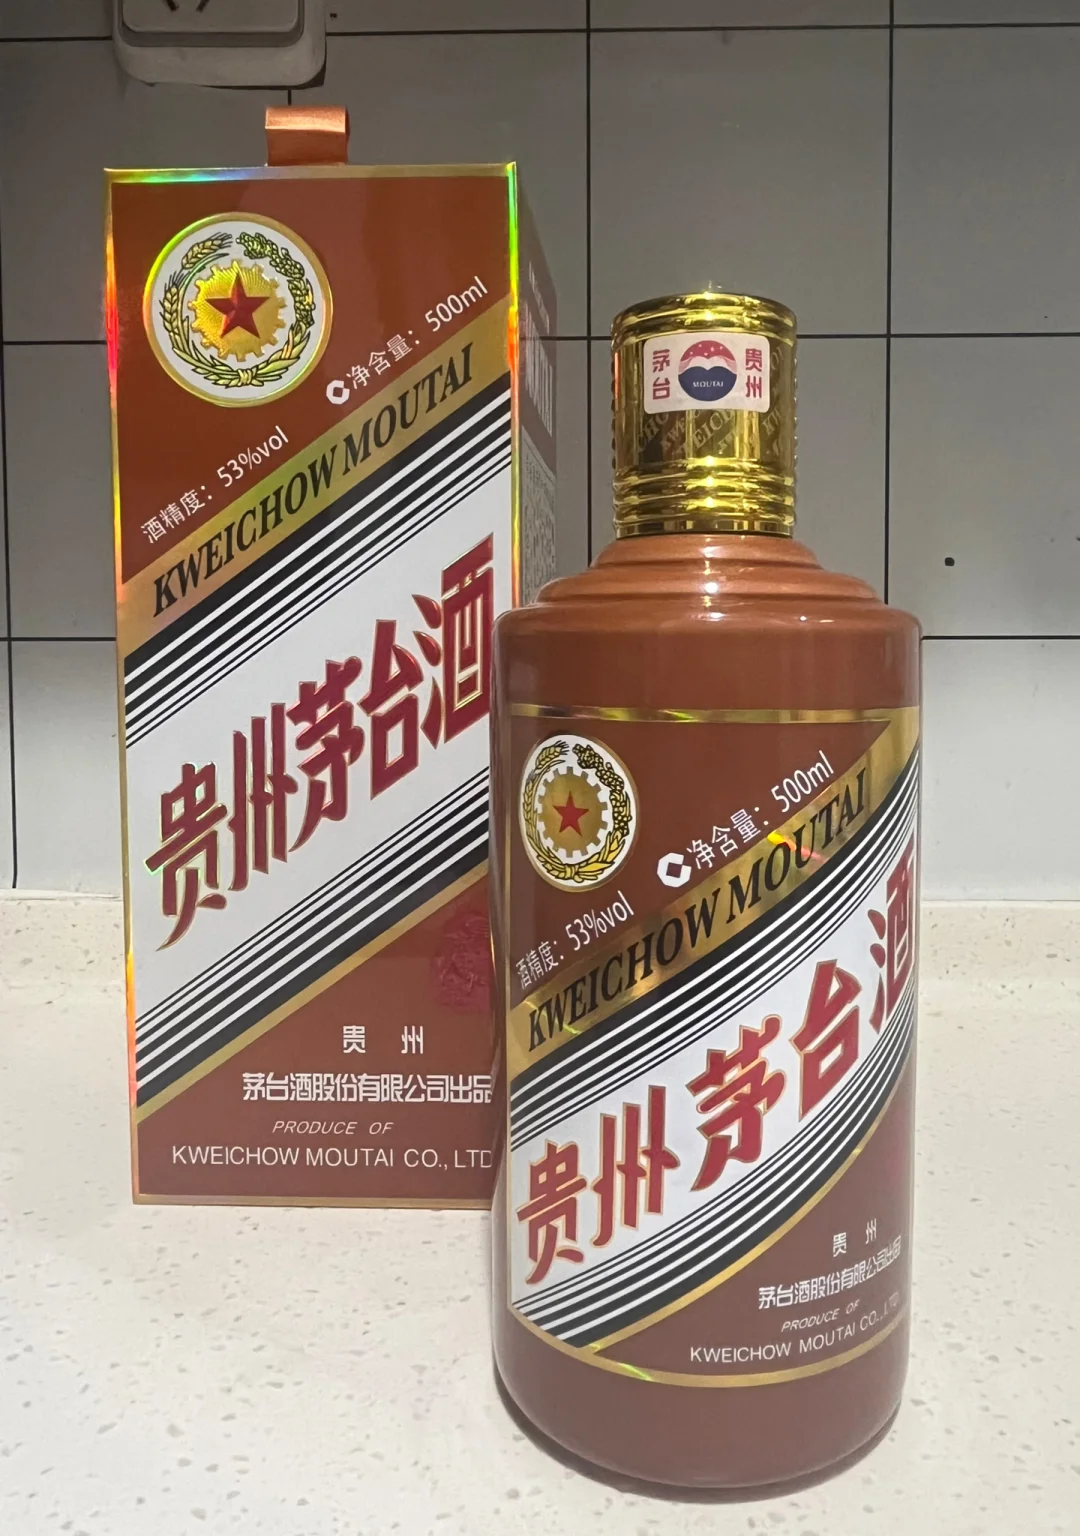 净含量：500ml
酒精度：53%vol
KWEICHOW MOUTAI
贵州茅台酒
贵 州
茅台酒股份有限公司出品
PRODUCE OF
KWEICHOW MOUTAI CO., LTD
茅台
MOUTAI
贵州
净含量：500ml
酒精度：53%vol
KWEICHOW MOUTAI
贵州茅台酒
贵 州
茅台酒股份有限公司出品
PRODUCE OF
KWEICHOW MOUTAI CO., LTD